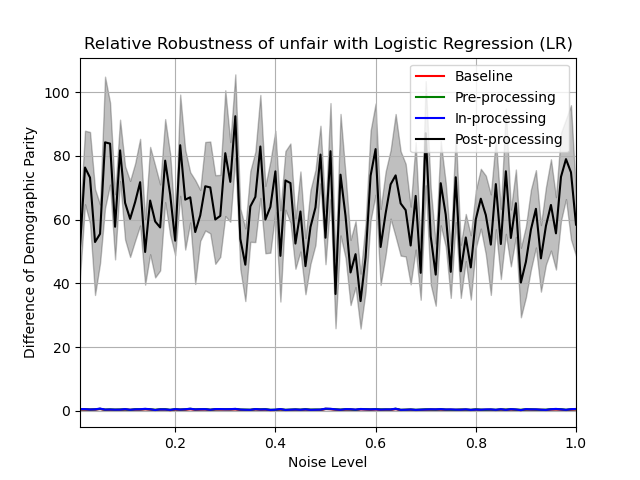 Relative Robustness of unfair with Logistic Regression (LR)
Difference of Demographic Parity
100
80
60
40
20
0
Baseline
Pre-processing
In-processing
Post-processing
0.2
0.4
0.6
0.8
1.0
Noise Level